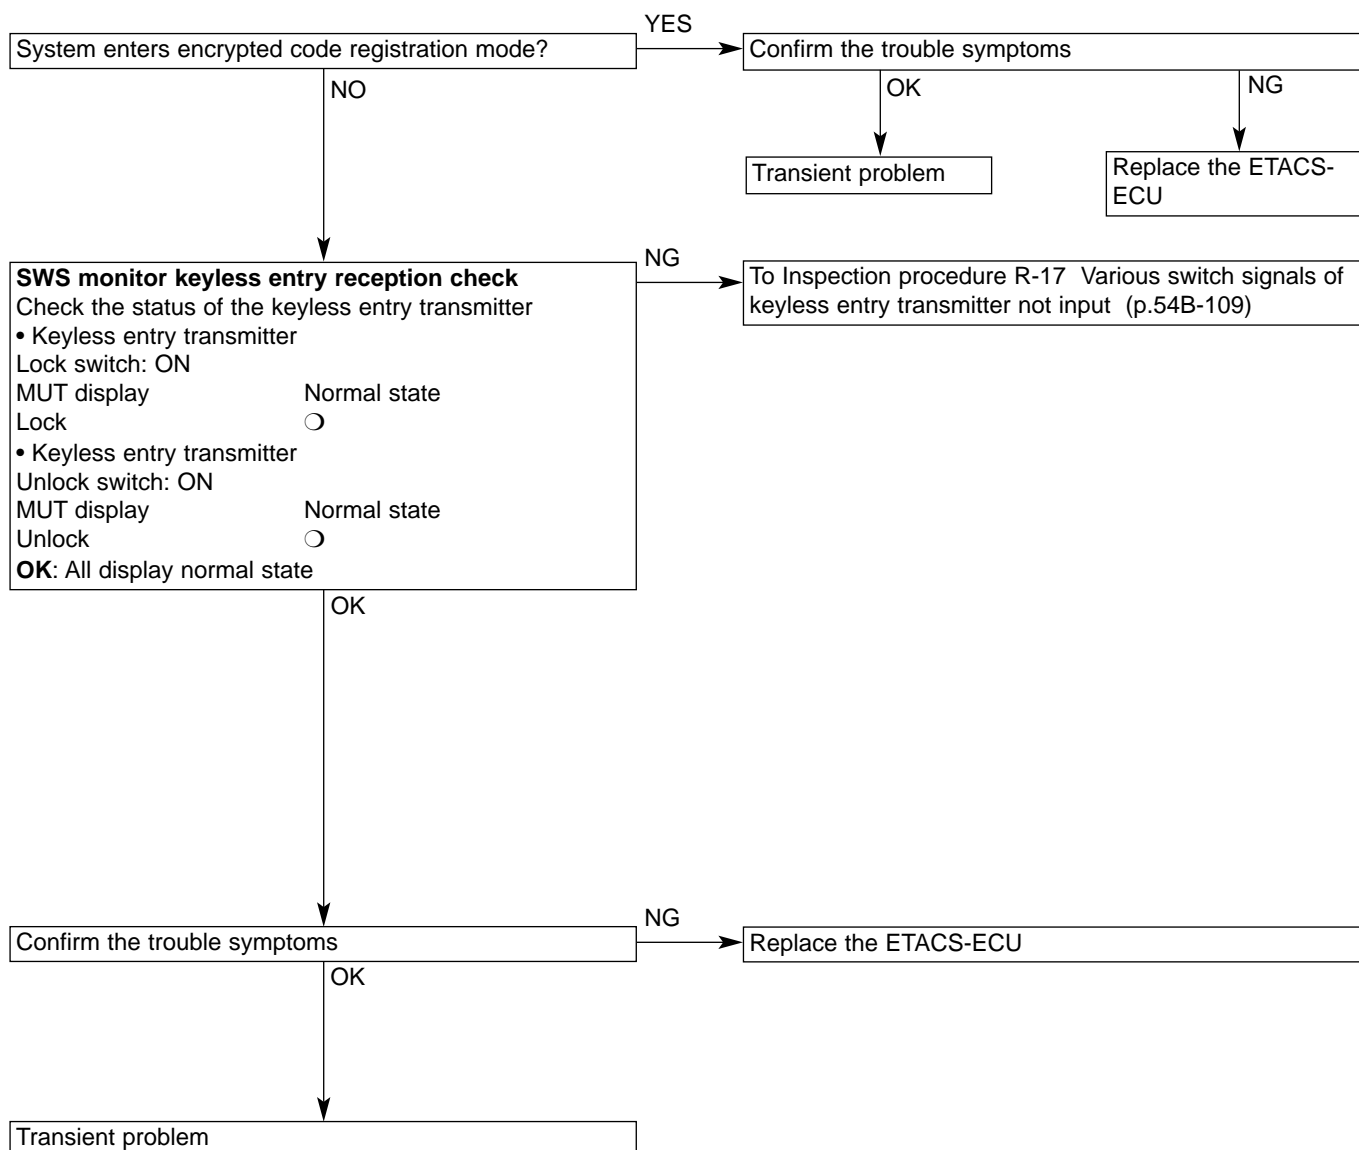 YES
System enters encrypted code registration mode?
Confirm the trouble symptoms
NO
OK
NG
Transient problem
Replace the ETACS-
ECU
SWS monitor keyless entry reception check
Check the status of the keyless entry transmitter
• Keyless entry transmitter
Lock switch: ON
MUT display Normal state
Lock ❍
• Keyless entry transmitter
Unlock switch: ON
MUT display Normal state
Unlock ❍
OK: All display normal state
NG
To Inspection procedure R-17 Various switch signals of
keyless entry transmitter not input (p.54B-109)
OK
Confirm the trouble symptoms
NG
Replace the ETACS-ECU
OK
Transient problem